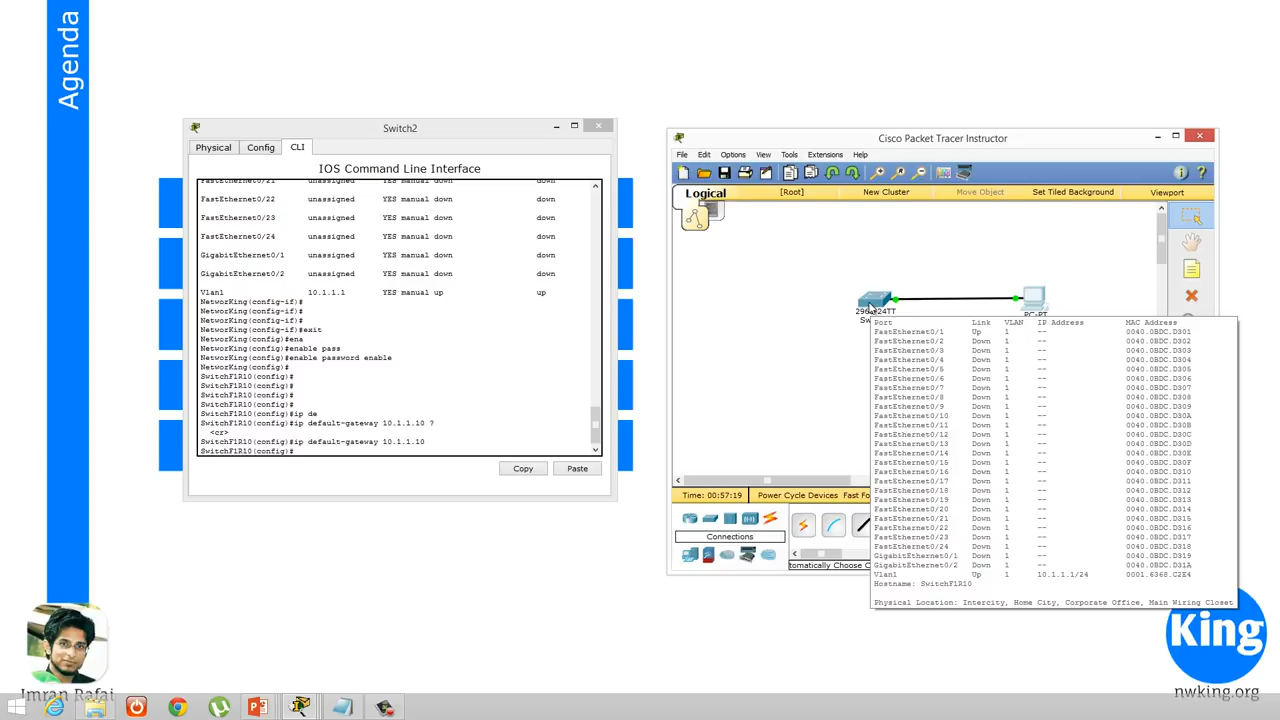 Agenda
Switch2
Physical Config CLI
IOS Command Line Interface
FastEthernet0/21 unassigned YES manual down down
FastEthernet0/22 unassigned YES manual down down
FastEthernet0/23 unassigned YES manual down down
FastEthernet0/24 unassigned YES manual down down
GigabitEthernet0/1 unassigned YES manual down down
GigabitEthernet0/2 unassigned YES manual down down
Vlan1 10.1.1.1 YES manual up up
NetworKing(config-if)#
NetworKing(config-if)#
NetworKing(config-if)#
NetworKing(config-if)#exit
NetworKing(config)#ena
NetworKing(config)#enable pass
NetworKing(config)#enable password enable
NetworKing(config)#
SwitchF1R10(config)#
SwitchF1R10(config)#
SwitchF1R10(config)#
SwitchF1R10(config)#
SwitchF1R10(config)#ip de
SwitchF1R10(config)#ip default-gateway 10.1.1.10 ?
<cr>
SwitchF1R10(config)#ip default-gateway 10.1.1.10
SwitchF1R10(config)#
Copy Paste
Cisco Packet Tracer Instructor
File Edit Options View Tools Extensions Help
Logical [Root] New Cluster Move Object Set Tiled Background Viewport
PC-PT
Sw
Port Link VLAN IP Address MAC Address
FastEthernet0/1 Up 1 -- 0040.0BDC.D301
FastEthernet0/2 Down 1 -- 0040.0BDC.D302
FastEthernet0/3 Down 1 -- 0040.0BDC.D303
FastEthernet0/4 Down 1 -- 0040.0BDC.D304
FastEthernet0/5 Down 1 -- 0040.0BDC.D305
FastEthernet0/6 Down 1 -- 0040.0BDC.D306
FastEthernet0/7 Down 1 -- 0040.0BDC.D307
FastEthernet0/8 Down 1 -- 0040.0BDC.D308
FastEthernet0/9 Down 1 -- 0040.0BDC.D309
FastEthernet0/10 Down 1 -- 0040.0BDC.D30A
FastEthernet0/11 Down 1 -- 0040.0BDC.D30B
FastEthernet0/12 Down 1 -- 0040.0BDC.D30C
FastEthernet0/13 Down 1 -- 0040.0BDC.D30D
FastEthernet0/14 Down 1 -- 0040.0BDC.D30E
FastEthernet0/15 Down 1 -- 0040.0BDC.D30F
FastEthernet0/16 Down 1 -- 0040.0BDC.D310
FastEthernet0/17 Down 1 -- 0040.0BDC.D311
FastEthernet0/18 Down 1 -- 0040.0BDC.D312
FastEthernet0/19 Down 1 -- 0040.0BDC.D313
FastEthernet0/20 Down 1 -- 0040.0BDC.D314
FastEthernet0/21 Down 1 -- 0040.0BDC.D315
FastEthernet0/22 Down 1 -- 0040.0BDC.D316
FastEthernet0/23 Down 1 -- 0040.0BDC.D317
FastEthernet0/24 Down 1 -- 0040.0BDC.D318
GigabitEthernet0/1 Down 1 -- 0040.0BDC.D319
GigabitEthernet0/2 Down 1 -- 0040.0BDC.D31A
Vlan1 Up 1 10.1.1.1/24 0001.6368.C2E4
Hostname: SwitchF1R10
Physical Location: Intercity, Home City, Corporate Office, Main Wiring Closet
Time: 00:57:19 Power Cycle Devices Fast Fo
Connections
utomatically Choose C
King
nwking.org
Imran Rafai